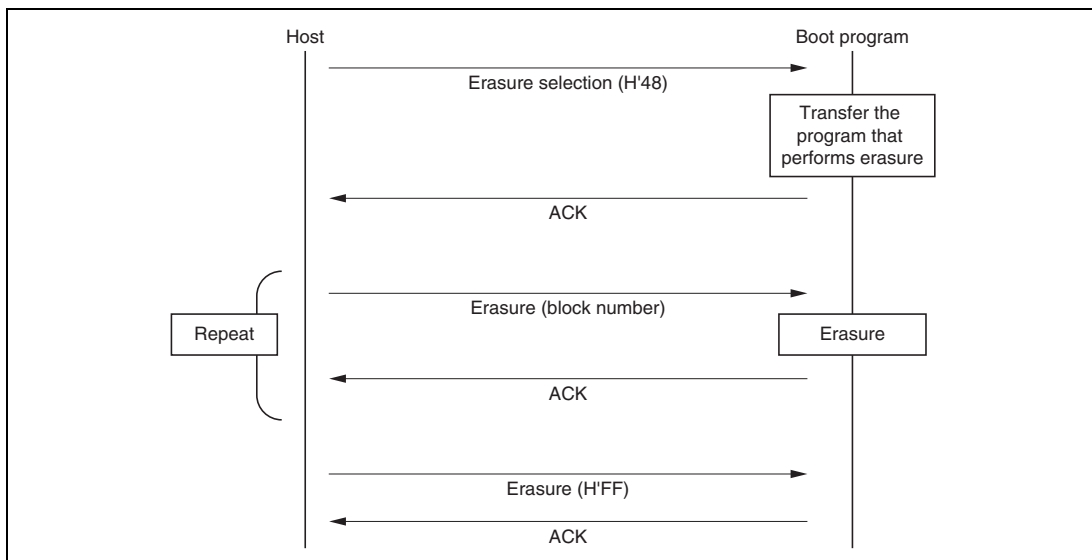 Host
Boot program
Erasure selection (H'48)
Transfer the
program that
performs erasure
ACK
Erasure (block number)
Repeat
Erasure
ACK
Erasure (H'FF)
ACK